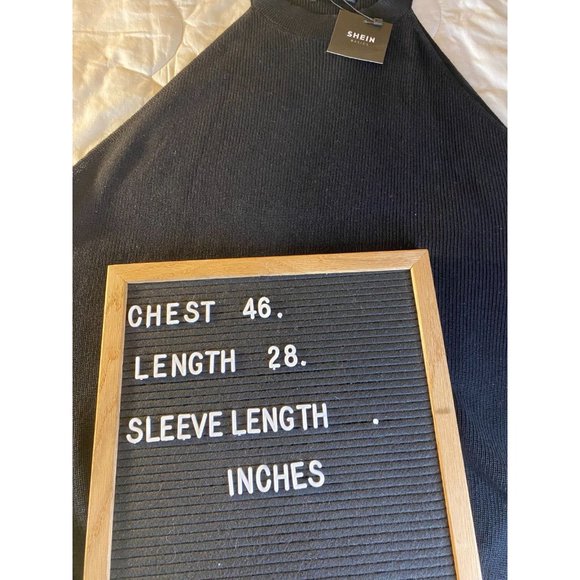 SHEIN
CHEST 46.
LENGTH 28.
SLEEVE LENGTH .
INCHES